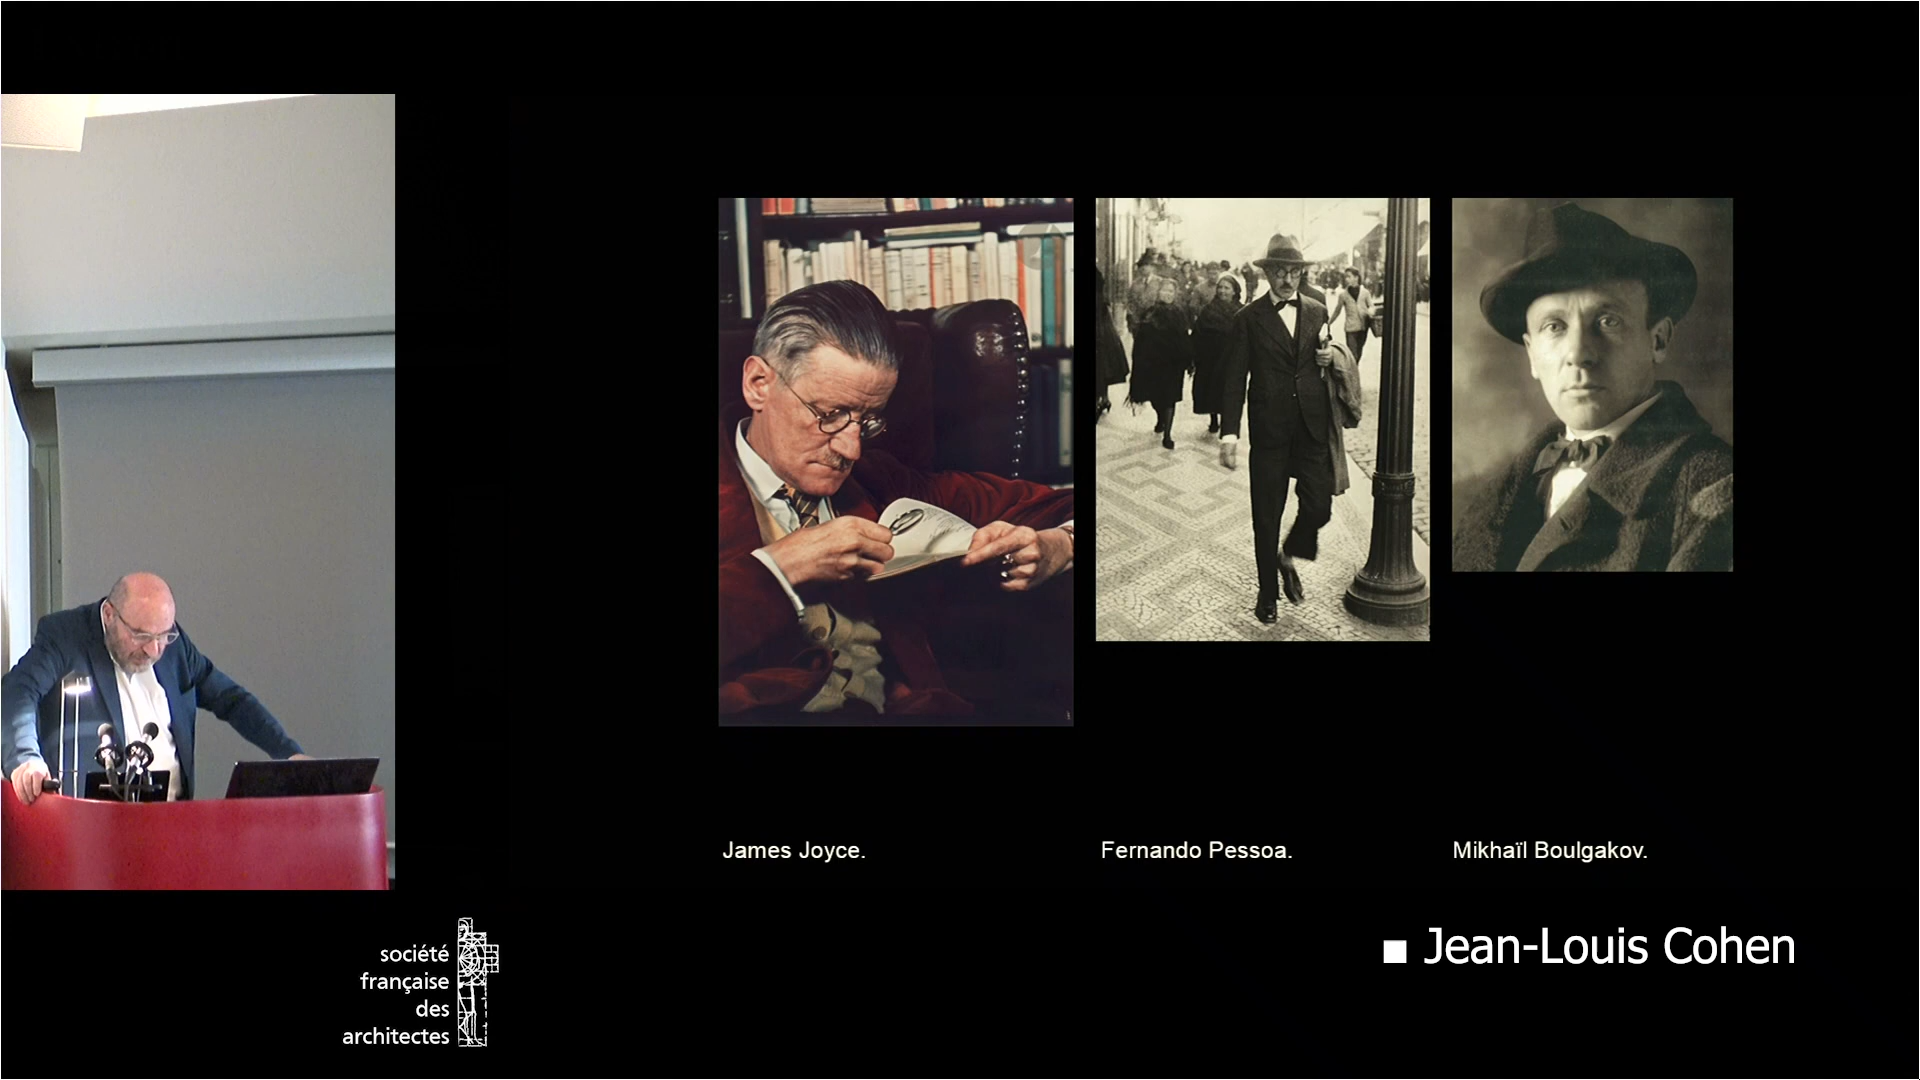 James Joyce.
Fernando Pessoa.
Mikhaïl Boulgakov.
■ Jean-Louis Cohen
société
française
des
architectes